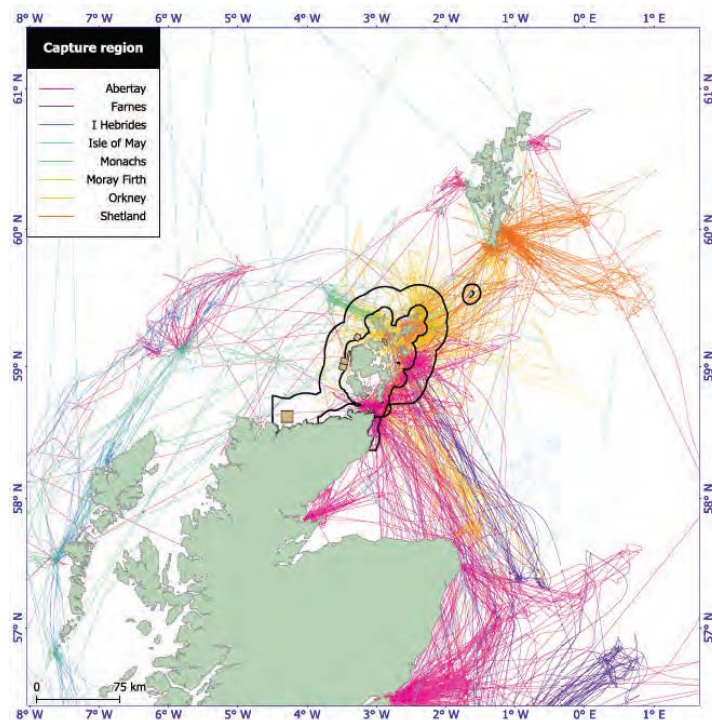 8° W 7° W 6° W 5° W 4° W 3° W 2° W 1° W 0° E 1° E
Capture region
Abertay
Farnes
I Hebrides
Isle of May
Monachs
Moray Firth
Orkney
Shetland
61° N 61° N
60° N 60° N
59° N 59° N
58° N 58° N
57° N 57° N
0 75 km
8° W 7° W 6° W 5° W 4° W 3° W 2° W 1° W 0° E 1° E